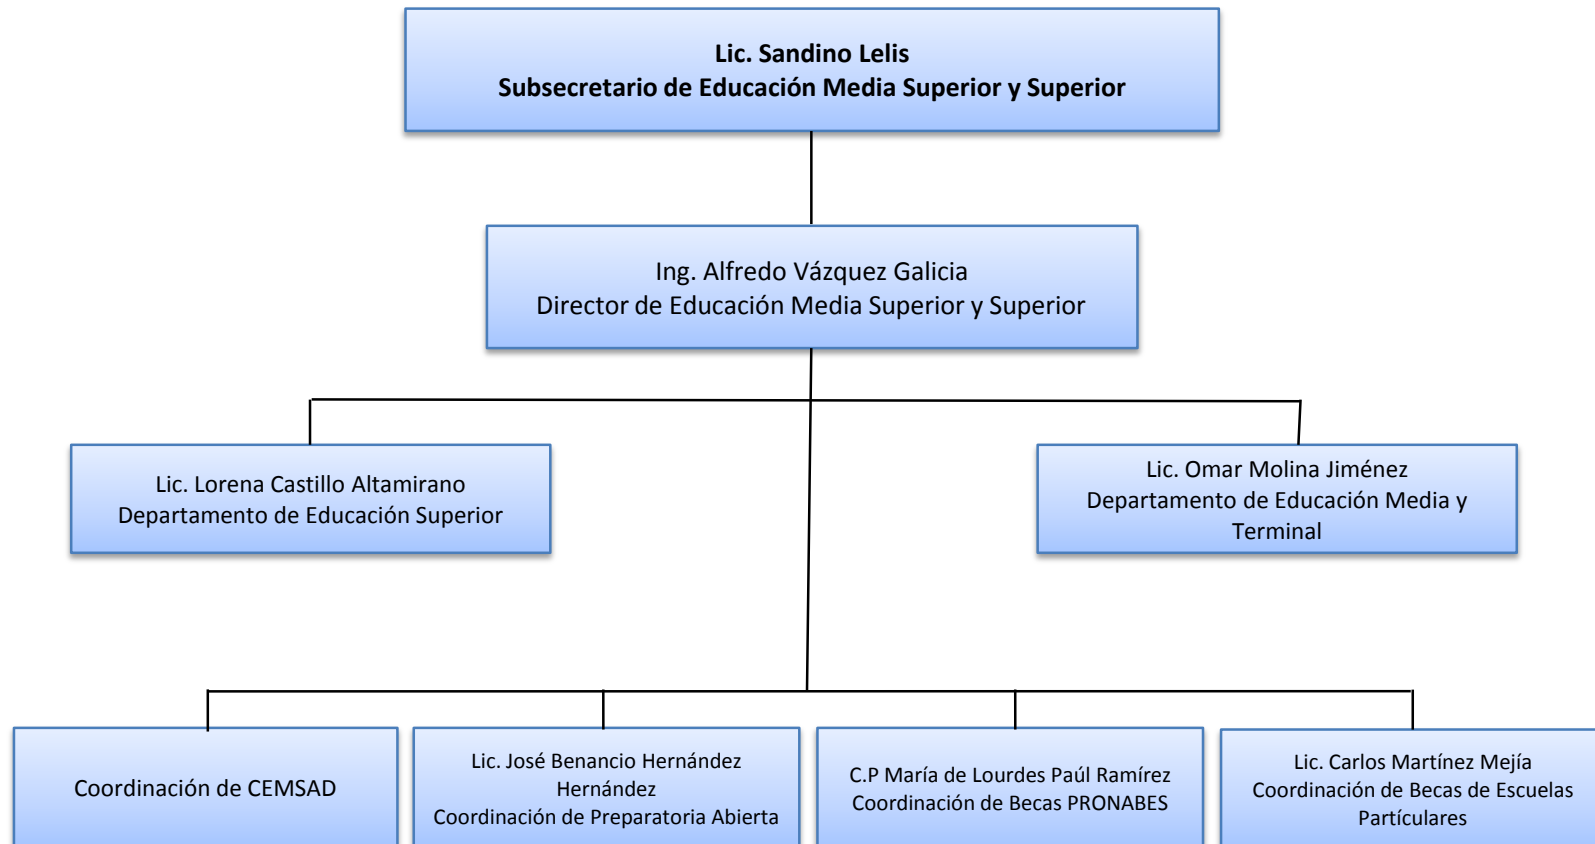 Lic. Sandino Lelis
Subsecretario de Educación Media Superior y Superior
Ing. Alfredo Vázquez Galicia
Director de Educación Media Superior y Superior
Lic. Lorena Castillo Altamirano
Departamento de Educación Superior
Lic. Omar Molina Jiménez
Departamento de Educación Media y
Terminal
Coordinación de CEMSAD
Lic. José Benancio Hernández
Hernández
Coordinación de Preparatoria Abierta
C.P María de Lourdes Paúl Ramírez
Coordinación de Becas PRONABES
Lic. Carlos Martínez Mejía
Coordinación de Becas de Escuelas
Partículares